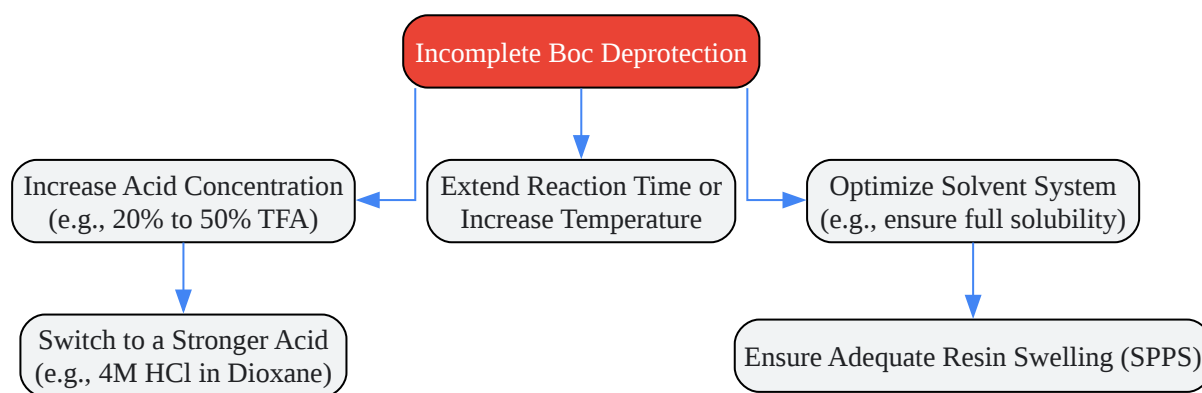 Incomplete Boc Deprotection
Increase Acid Concentration
(e.g., 20% to 50% TFA)
Extend Reaction Time or
Increase Temperature
Optimize Solvent System
(e.g., ensure full solubility)
Switch to a Stronger Acid
(e.g., 4M HCl in Dioxane)
Ensure Adequate Resin Swelling (SPPS)